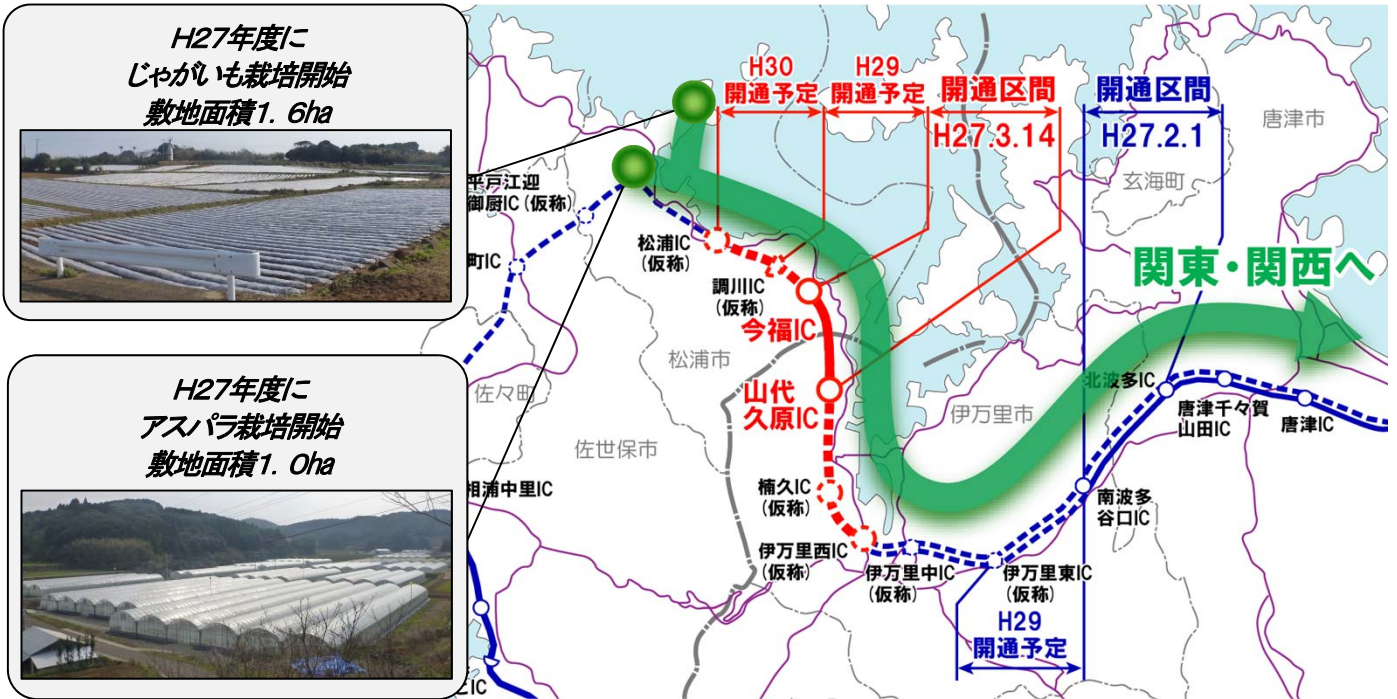 H27年度に
じゃがいも栽培開始
敷地面積1.6ha
H27年度に
アスパラ栽培開始
敷地面積1.0ha
H30
開通予定
H29
開通予定
開通区間
H27.3.14
開通区間
H27.2.1
唐津市
玄海町
平戸江迎
御厨IC(仮称)
町IC
松浦IC
(仮称)
調川IC
(仮称)
今福IC
関東・関西へ
松浦市
佐々町
山代
久原IC
伊万里市
北波多IC
唐津千々賀
山田IC
唐津IC
佐世保市
相浦中里IC
楠久IC
(仮称)
南波多
谷口IC
伊万里西IC
(仮称)
伊万里中IC
(仮称)
伊万里東IC
(仮称)
H29
開通予定
IC